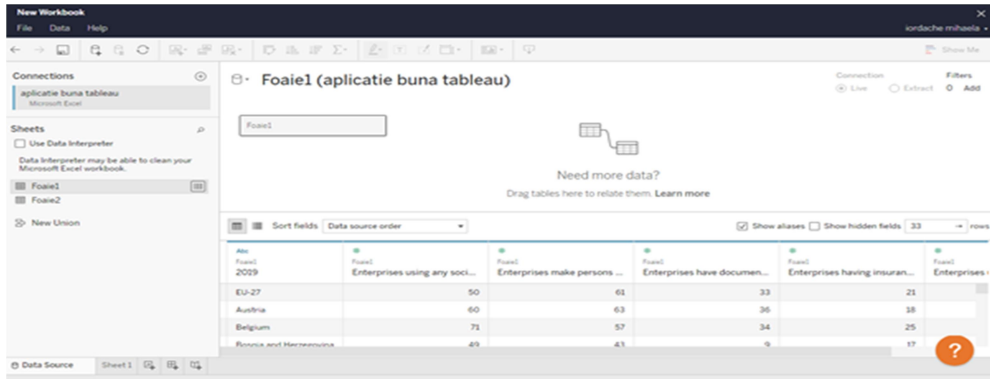 New Workbook
File Data Help
iordache mihaela
Show Me
Connections
aplicatie buna tableau
Microsoft Excel
Sheets
Use Data Interpreter
Data Interpreter may be able to clean your
Microsoft Excel workbook.
Foaie1
Foaie2
New Union
Foaie1 (aplicatie buna tableau)
Connection
Live Extract
Filters
0 Add
Foaie1
Need more data?
Drag tables here to relate them. Learn more
Sort fields Data source order
Show aliases Show hidden fields 33 rows
Abc
Foaie1 Foaie1 Foaie1 Foaie1 Foaie1 Foaie1
2019 Enterprises using any soci... Enterprises make persons ... Enterprises have documen... Enterprises having insuran... Enterprises
EU-27 50 61 33 21
Austria 60 63 36 18
Belgium 71 57 34 25
Bosnia and Herzegovina 49 43 9 17
?
Data Source Sheet 1